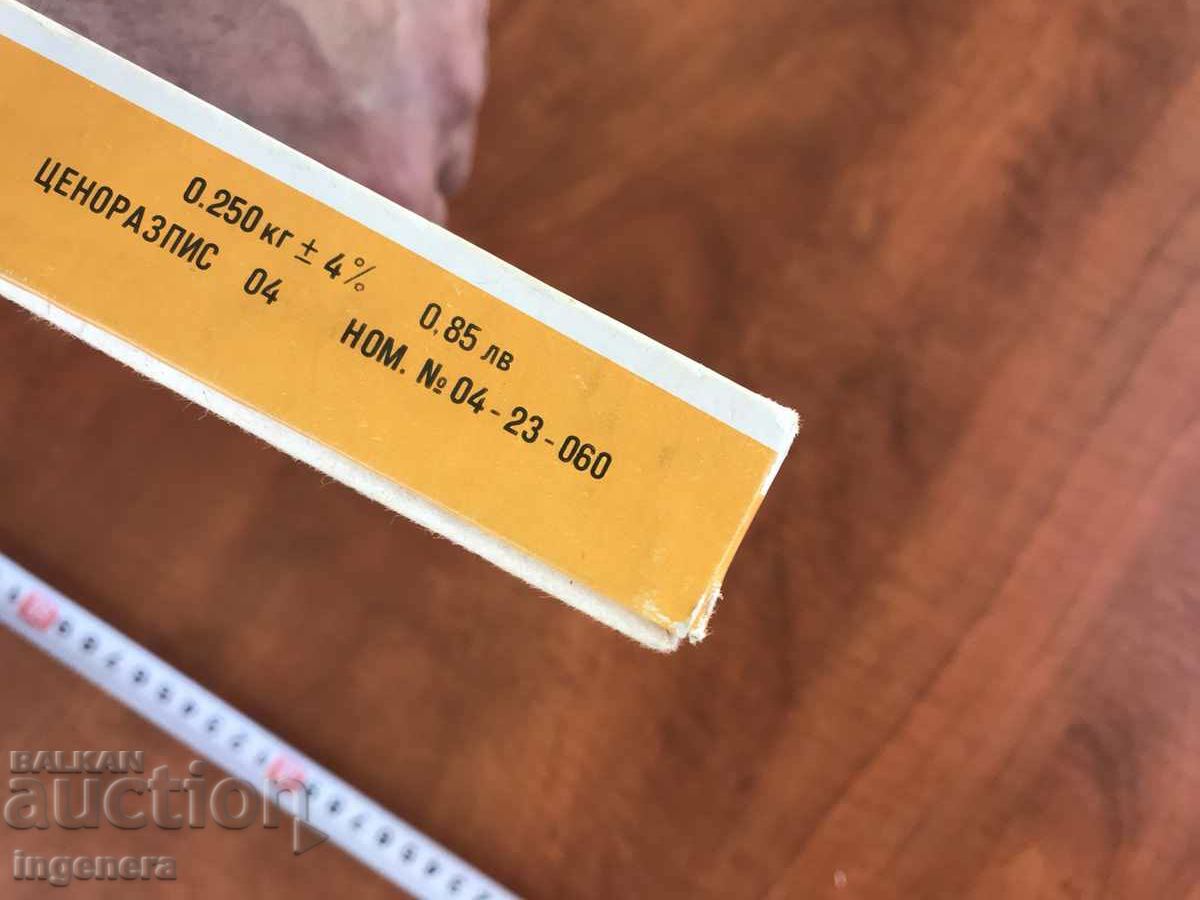 0.250 кг ± 4% 0,85 лв
ЦЕНОРАЗПИС 04 НОМ. № 04-23-060
BALKAN
auction
ingenera